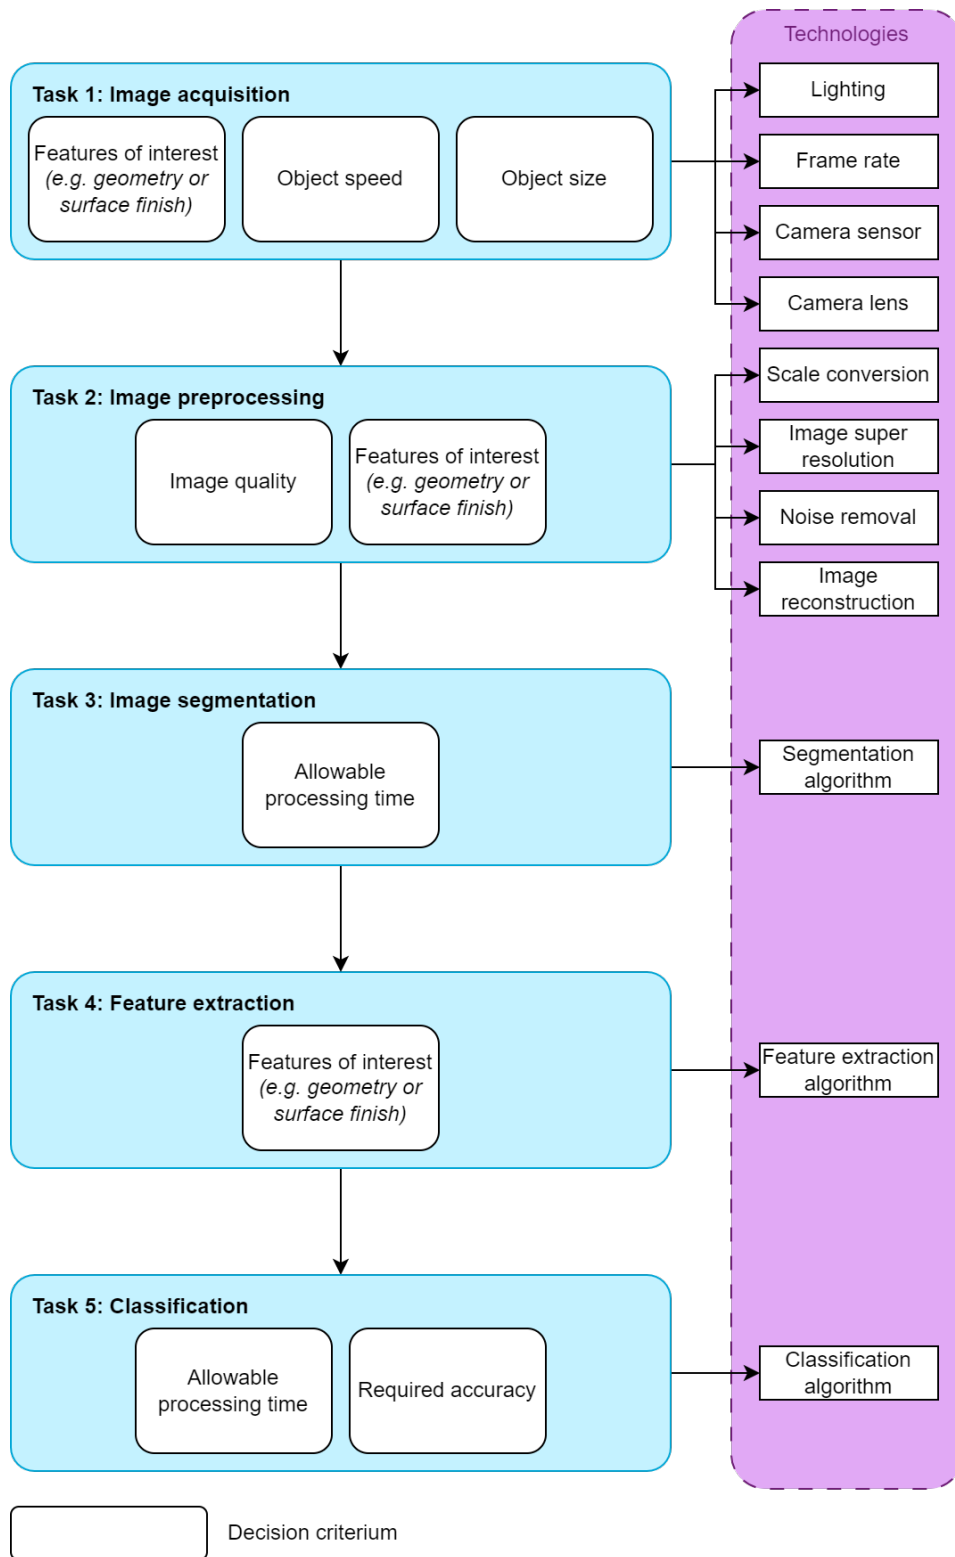 Technologies
Task 1: Image acquisition
Features of interest
(e.g. geometry or
surface finish)
Object speed
Object size
Lighting
Frame rate
Camera sensor
Camera lens
Task 2: Image preprocessing
Image quality
Features of interest
(e.g. geometry or
surface finish)
Scale conversion
Image super
resolution
Noise removal
Image
reconstruction
Task 3: Image segmentation
Allowable
processing time
Segmentation
algorithm
Task 4: Feature extraction
Features of interest
(e.g. geometry or
surface finish)
Feature extraction
algorithm
Task 5: Classification
Allowable
processing time
Required accuracy
Classification
algorithm
Decision criterium